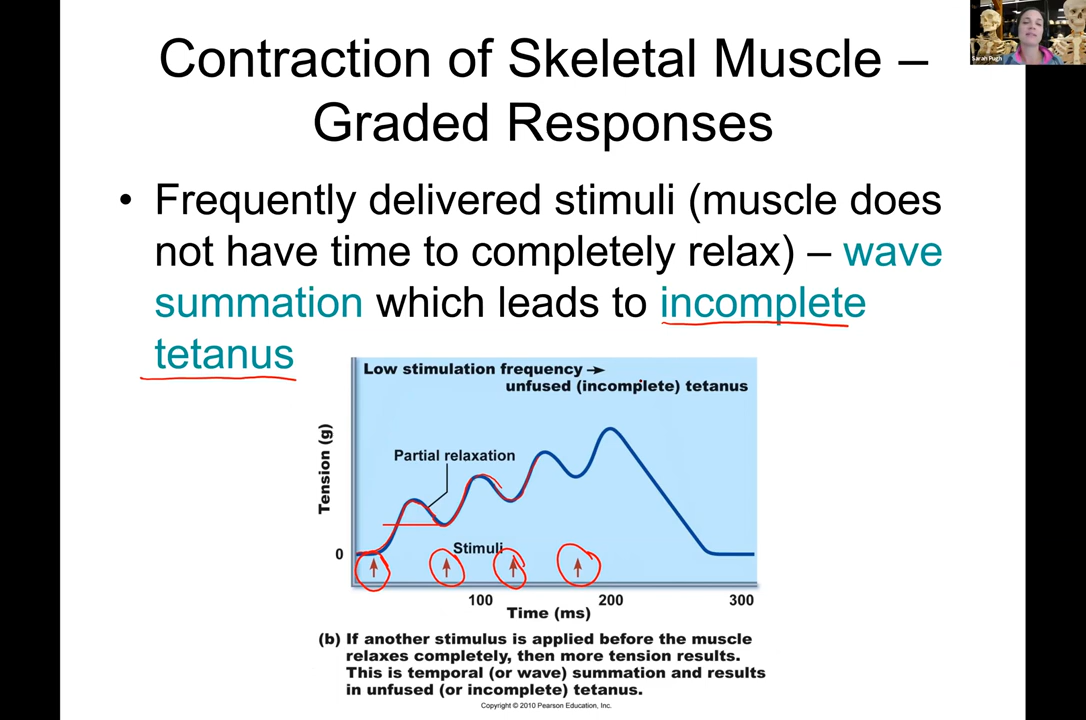 Contraction of Skeletal Muscle –
Graded Responses
Sarah Pugh
• Frequently delivered stimuli (muscle does
not have time to completely relax) – wave
summation which leads to incomplete
tetanus
Low stimulation frequency →
unfused (incomplete) tetanus
Partial relaxation
Tension (g)
0
Stimuli
100 200 300
Time (ms)
(b) If another stimulus is applied before the muscle
relaxes completely, then more tension results.
This is temporal (or wave) summation and results
in unfused (or incomplete) tetanus.
Copyright © 2010 Pearson Education, Inc.